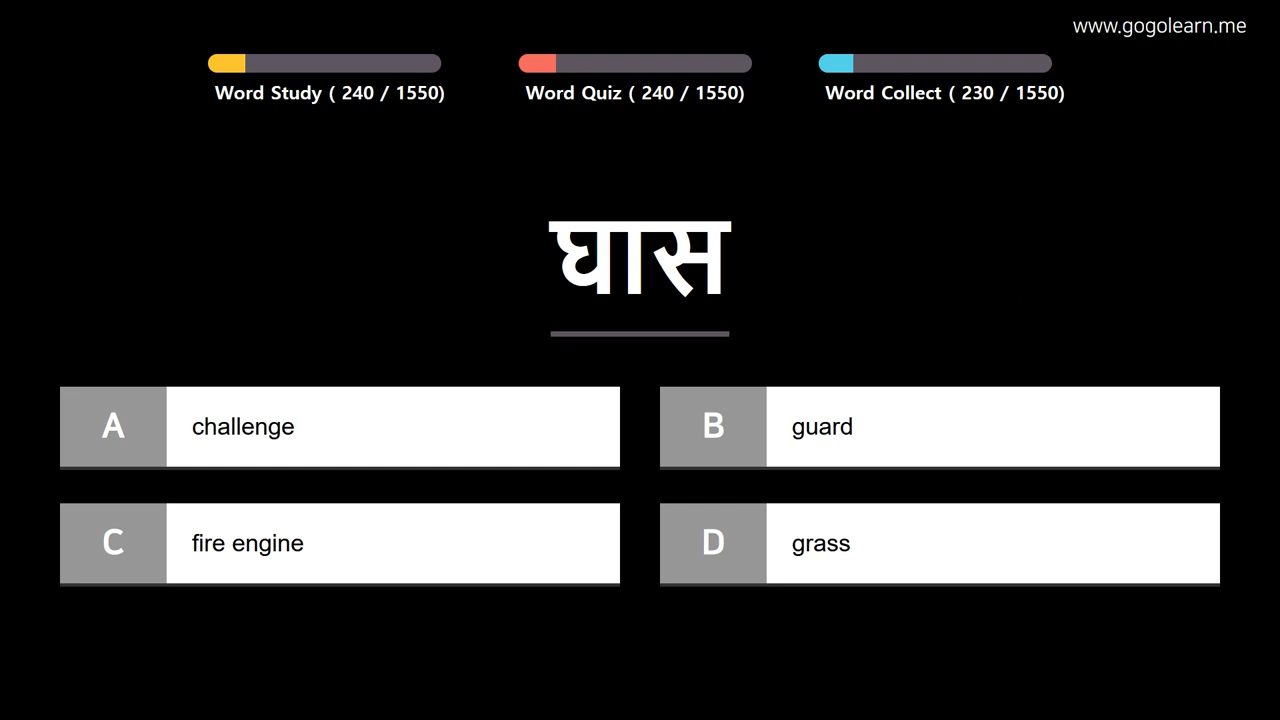 www.gogolearn.me
Word Study ( 240 / 1550)
Word Quiz ( 240 / 1550)
Word Collect ( 230 / 1550)
घास
A challenge
B guard
C fire engine
D grass